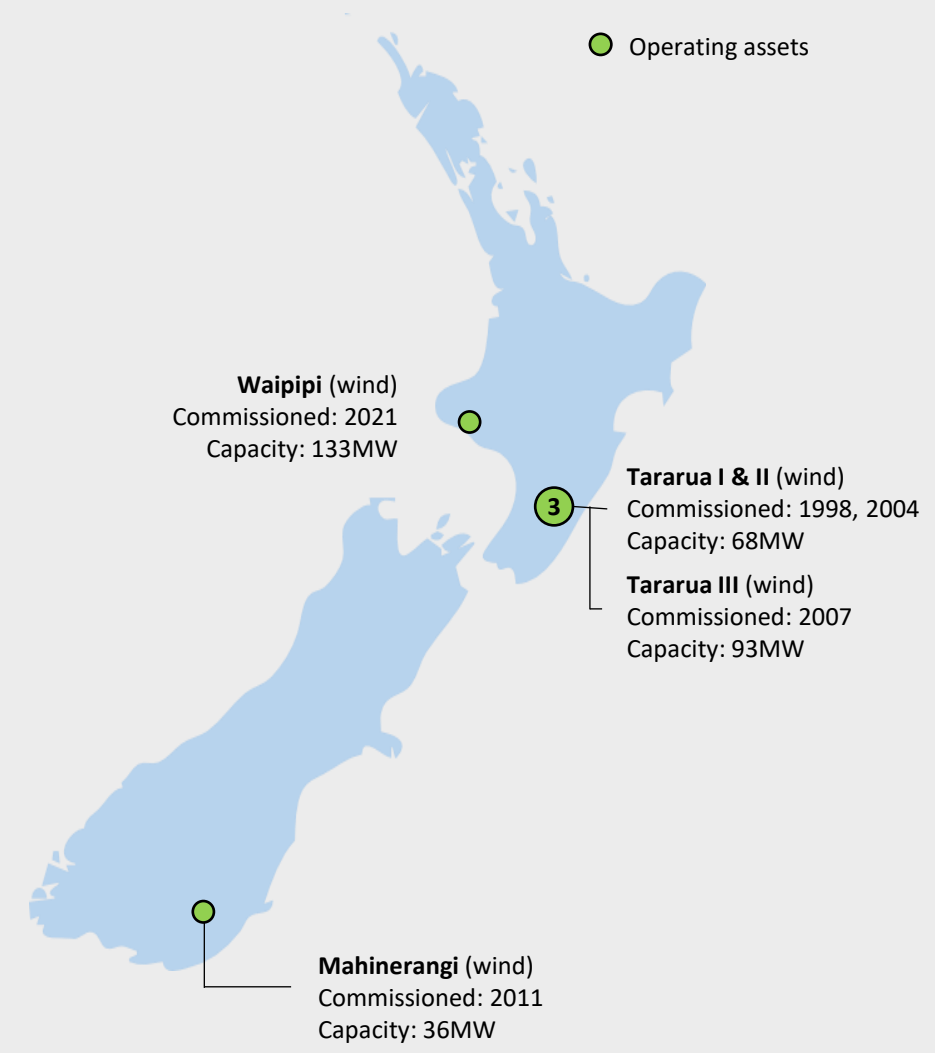 Operating assets
Waipipi (wind)
Commissioned: 2021
Capacity: 133MW
3
Tararua I & II (wind)
Commissioned: 1998, 2004
Capacity: 68MW
Tararua III (wind)
Commissioned: 2007
Capacity: 93MW
Mahinerangi (wind)
Commissioned: 2011
Capacity: 36MW